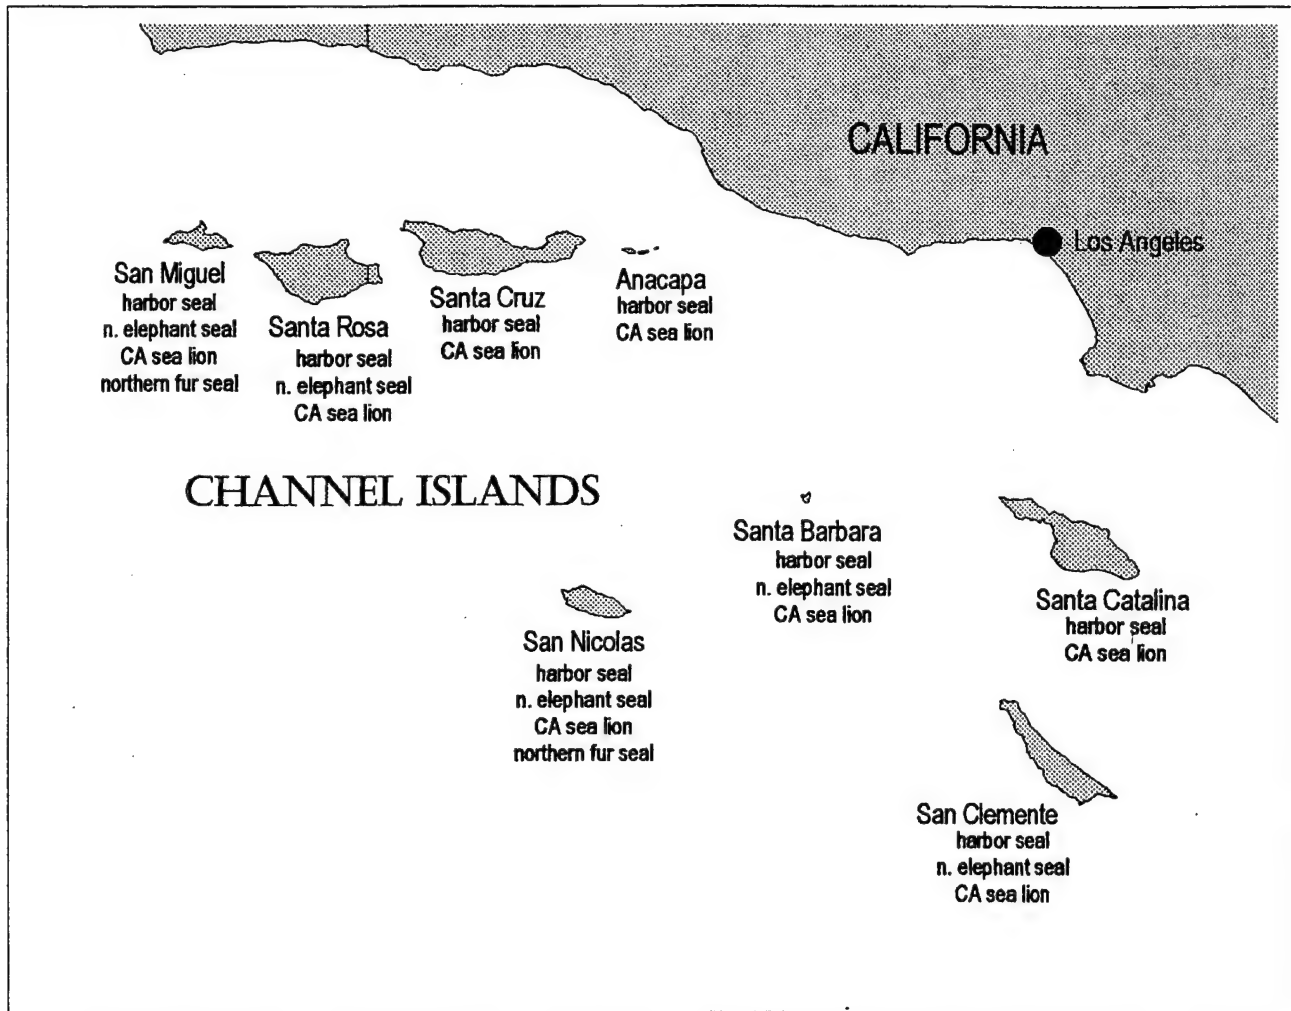 CALIFORNIA
Los Angeles
San Miguel
harbor seal
n. elephant seal
CA sea lion
northern fur seal
Santa Rosa
harbor seal
n. elephant seal
CA sea lion
Santa Cruz
harbor seal
CA sea lion
Anacapa
harbor seal
CA sea lion
CHANNEL ISLANDS
Santa Barbara
harbor seal
n. elephant seal
CA sea lion
Santa Catalina
harbor seal
CA sea lion
San Nicolas
harbor seal
n. elephant seal
CA sea lion
northern fur seal
San Clemente
harbor seal
n. elephant seal
CA sea lion